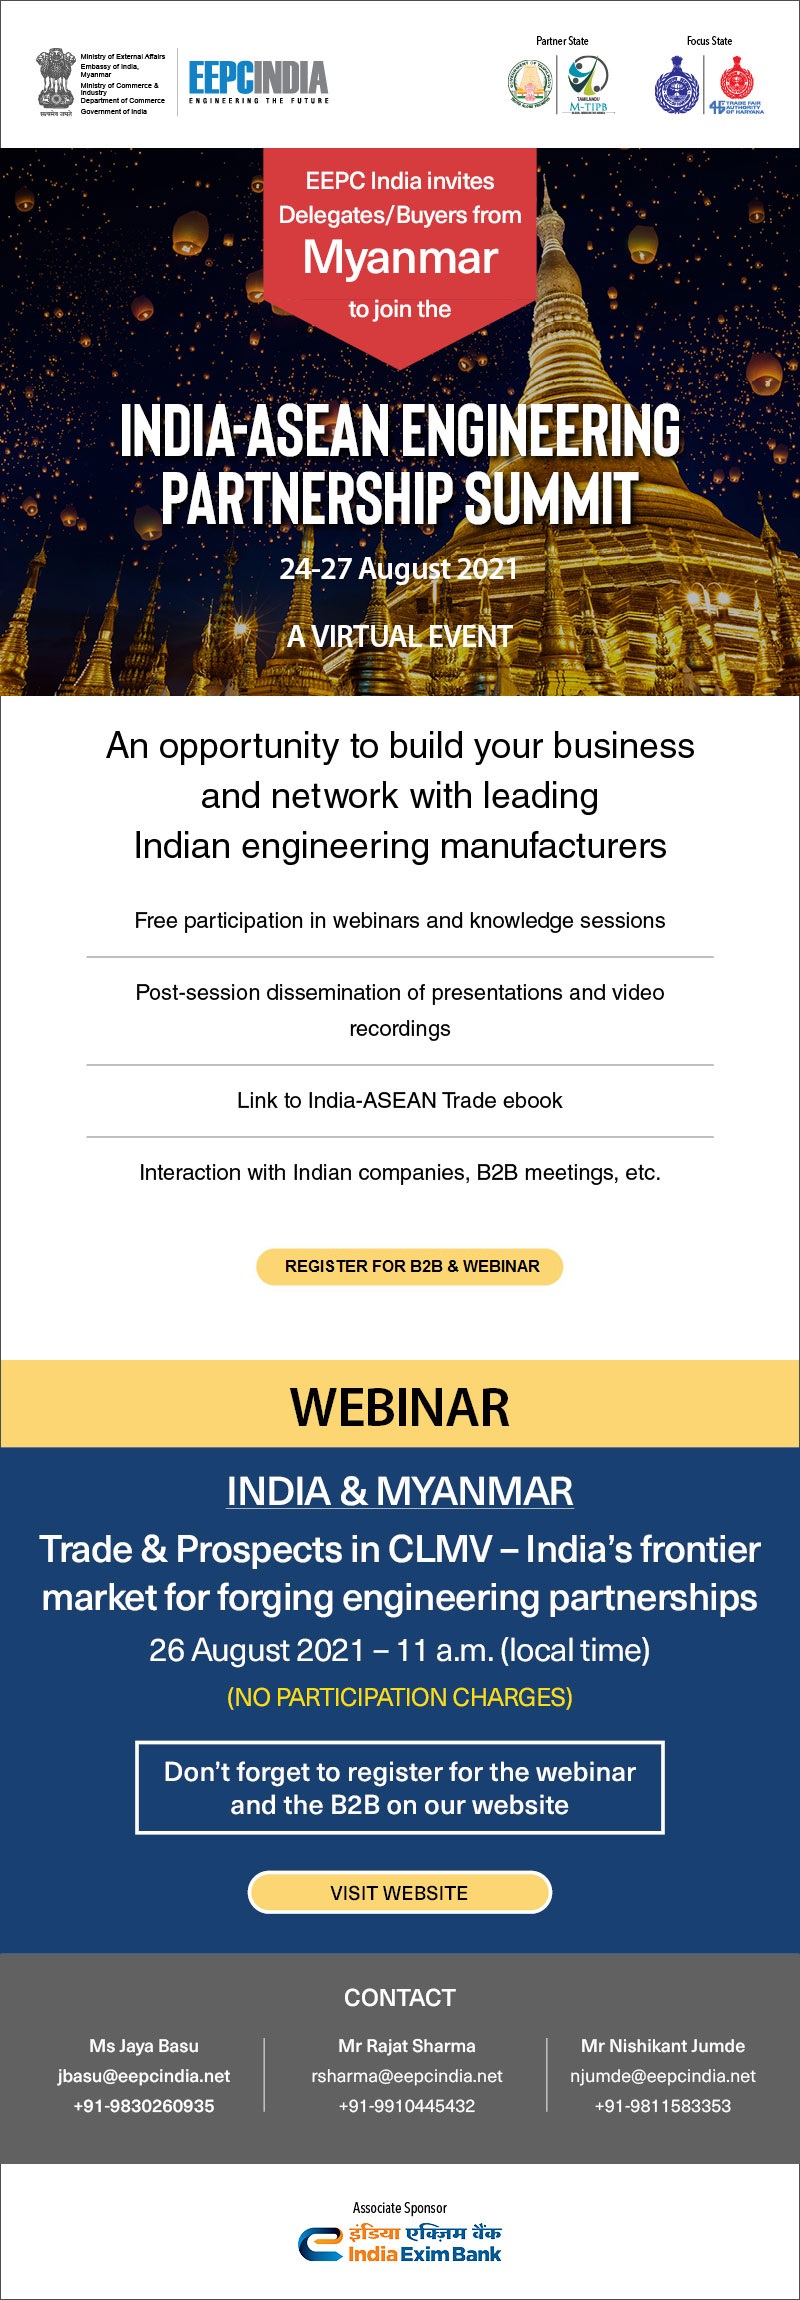 Partner State
Focus State
Ministry of External Affairs
Embassy of India,
Myanmar
Ministry of Commerce &
Industry
Department of Commerce
Government of India
सत्यमेव जयते
EEPCINDIA
ENGINEERING THE FUTURE
TAMILNADU
M-TIPB
TRADE FAIR
AUTHORITY
OF HARYANA
EEPC India invites
Delegates/Buyers from
Myanmar
to join the
INDIA-ASEAN ENGINEERING
PARTNERSHIP SUMMIT
24-27 August 2021
A VIRTUAL EVENT
An opportunity to build your business
and network with leading
Indian engineering manufacturers
Free participation in webinars and knowledge sessions
Post-session dissemination of presentations and video
recordings
Link to India-ASEAN Trade ebook
Interaction with Indian companies, B2B meetings, etc.
REGISTER FOR B2B & WEBINAR
WEBINAR
INDIA & MYANMAR
Trade & Prospects in CLMV – India’s frontier
market for forging engineering partnerships
26 August 2021 – 11 a.m. (local time)
(NO PARTICIPATION CHARGES)
Don’t forget to register for the webinar
and the B2B on our website
VISIT WEBSITE
CONTACT
Ms Jaya Basu
jbasu@eepcindia.net
+91-9830260935
Mr Rajat Sharma
rsharma@eepcindia.net
+91-9910445432
Mr Nishikant Jumde
njumde@eepcindia.net
+91-9811583353
Associate Sponsor
इंडिया एक्ज़िम बैंक
India Exim Bank